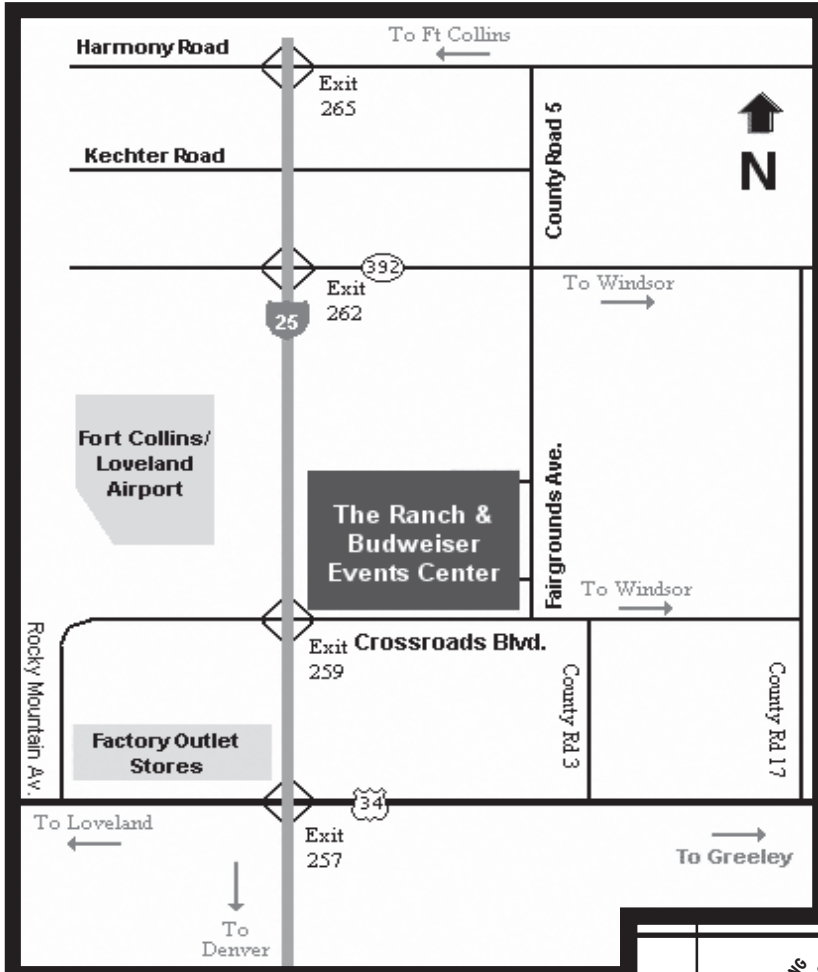 Harmony Road
To Ft Collins
Exit
265
County Road 5
N
Kechter Road
392
To Windsor
Exit
262
25
Fort Collins/
Loveland
Airport
The Ranch &
Budweiser
Events Center
Fairgrounds Ave.
To Windsor
Exit
259
Crossroads Blvd.
Rocky Mountain Av.
County Rd 3
County Rd 17
Factory Outlet
Stores
34
To Loveland
Exit
257
To Greeley
To
Denver